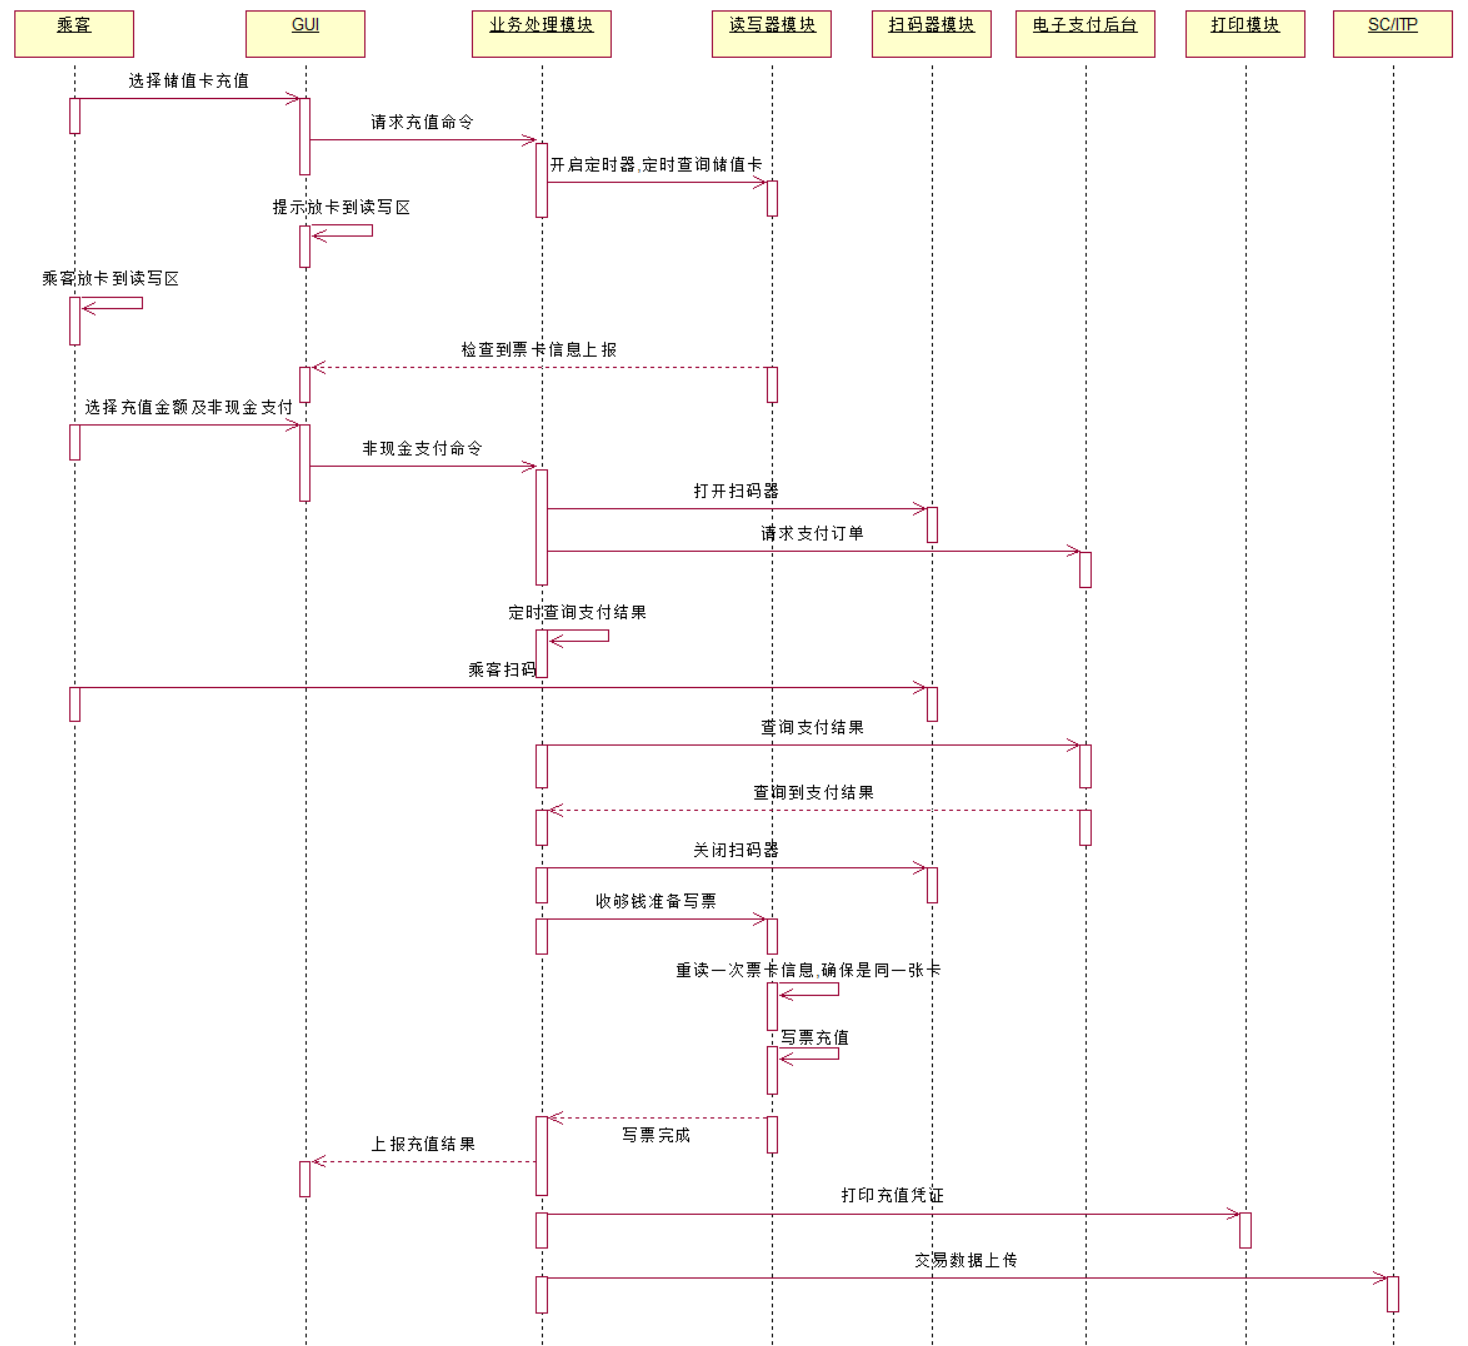 乘客
GUI
业务处理模块
读写器模块
扫码器模块
电子支付后台
打印模块
SC/ITP
选择储值卡充值
请求充值命令
开启定时器,定时查询储值卡
提示放卡到读写区
乘客放卡到读写区
检查到票卡信息上报
选择充值金额及非现金支付
非现金支付命令
打开扫码器
请求支付订单
定时查询支付结果
乘客扫码
查询支付结果
查询到支付结果
关闭扫码器
收够钱准备写票
重读一次票卡信息,确保是同一张卡
写票充值
写票完成
上报充值结果
打印充值凭证
交易数据上传